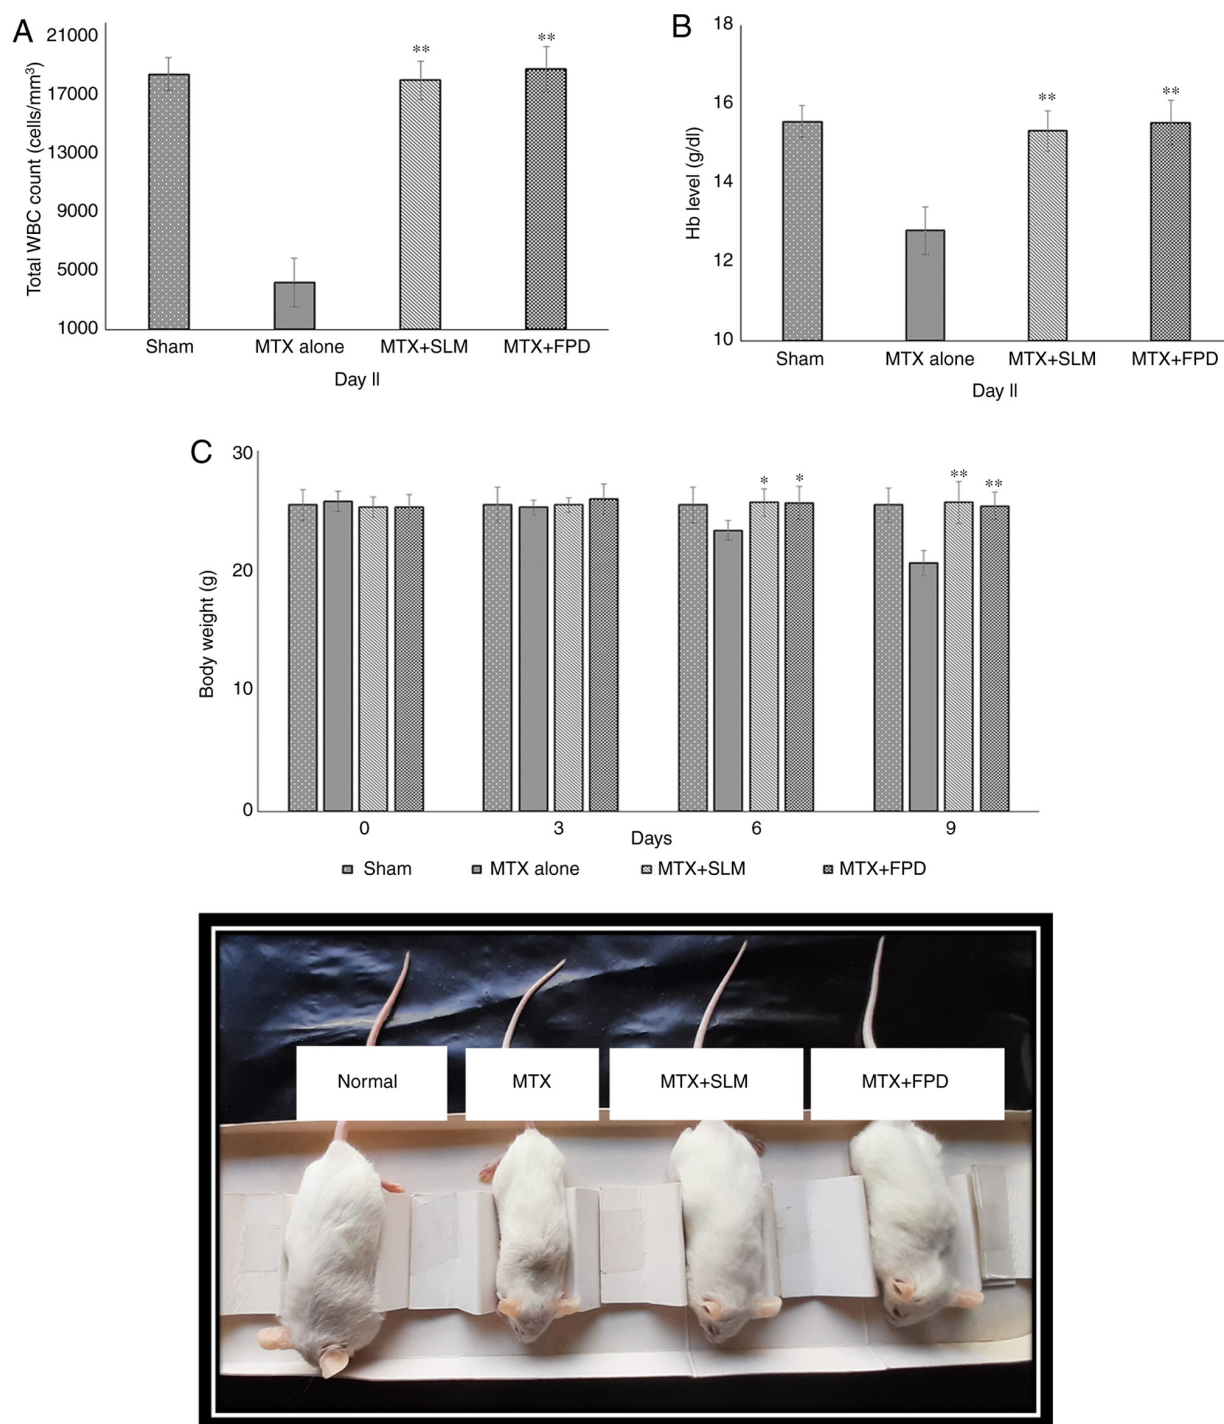 A
Total WBC count (cells/mm³)
21000
17000
13000
9000
5000
1000
**
**
Sham MTX alone MTX+SLM MTX+FPD
Day II
B
Hb level (g/dl)
18
16
14
12
10
**
**
Sham MTX alone MTX+SLM MTX+FPD
Day II
C
Body weight (g)
30
20
10
0
* * ** **
0 3 6 9
Days
Sham MTX alone MTX+SLM MTX+FPD
Normal MTX MTX+SLM MTX+FPD